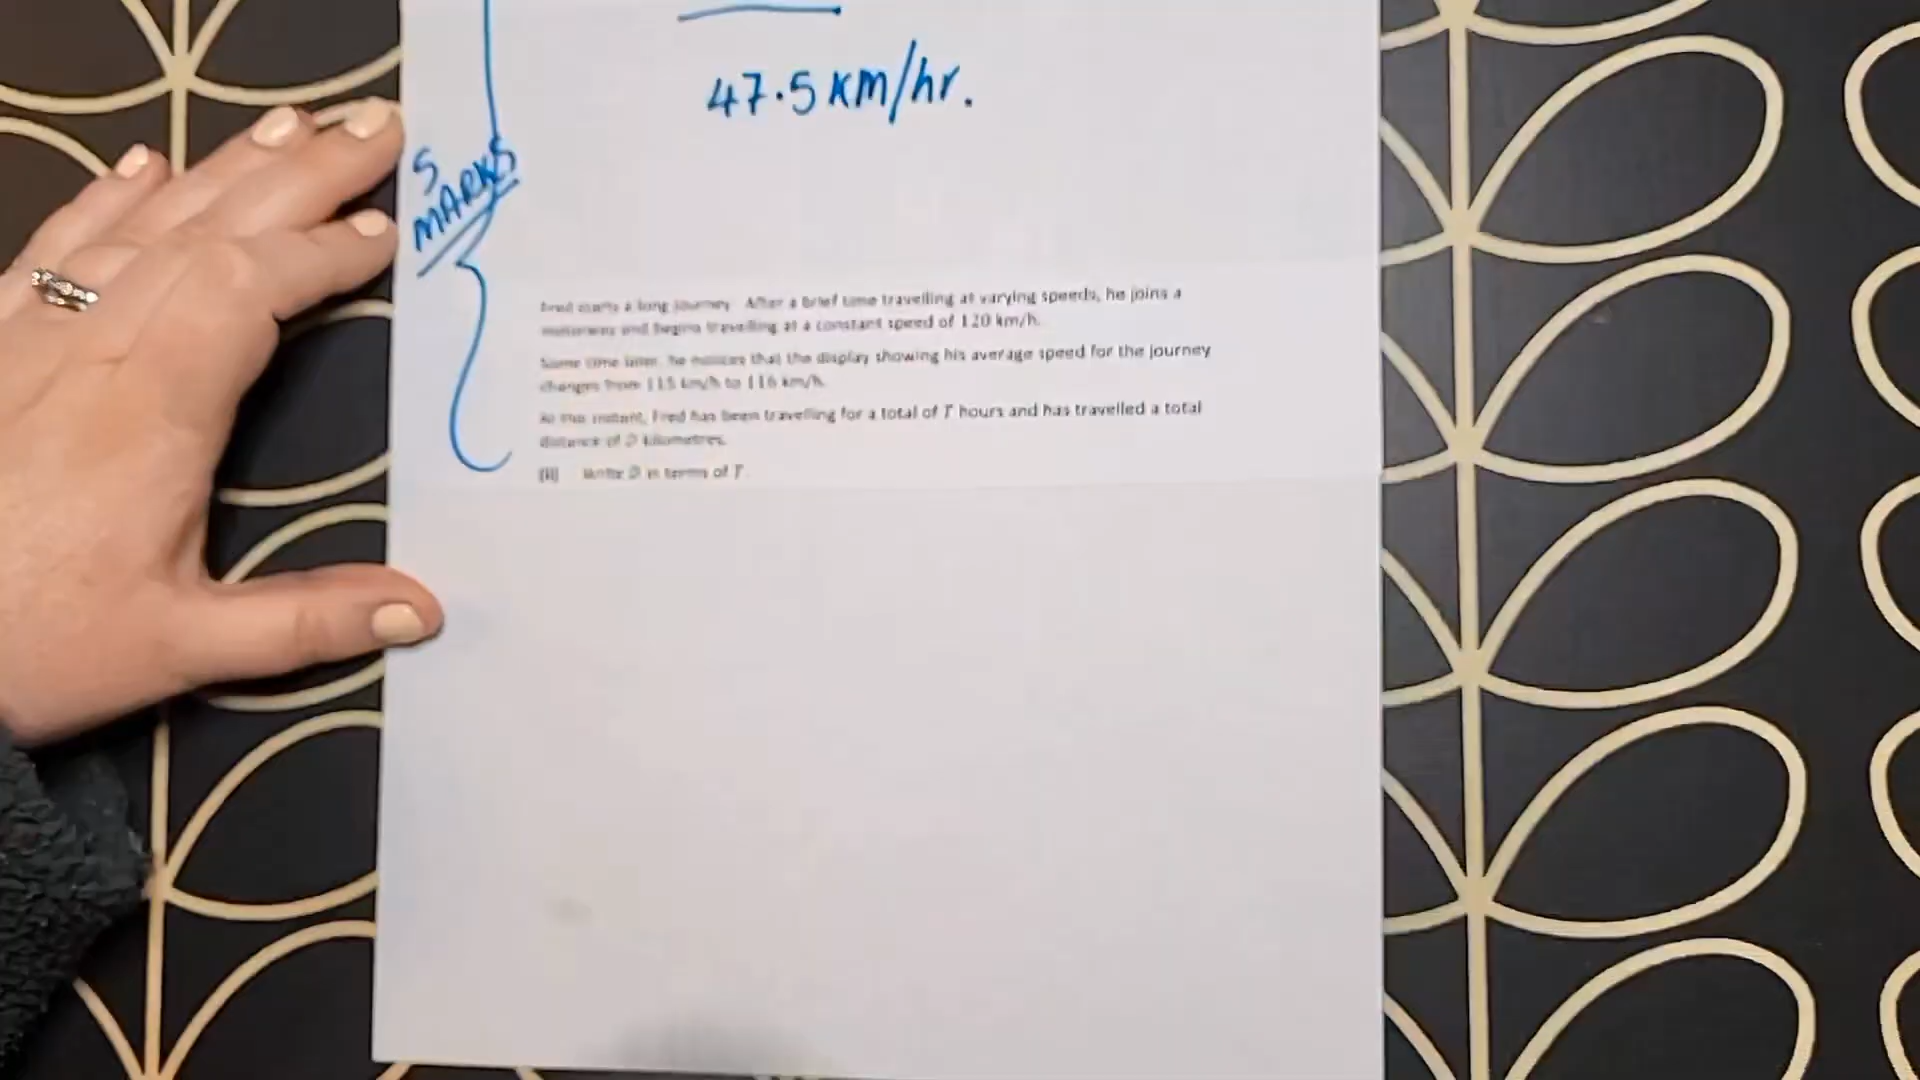 47.5 km/hr.
5
MARKS
Fred starts a long journey. After a brief time travelling at varying speeds, he joins a
motorway and begins travelling at a constant speed of 120 km/h.
Some time later, he notices that the display showing his average speed for the journey
changes from 115 km/h to 116 km/h.
At this instant, Fred has been travelling for a total of T hours and has travelled a total
distance of D kilometres.
(ii) Write D in terms of T.